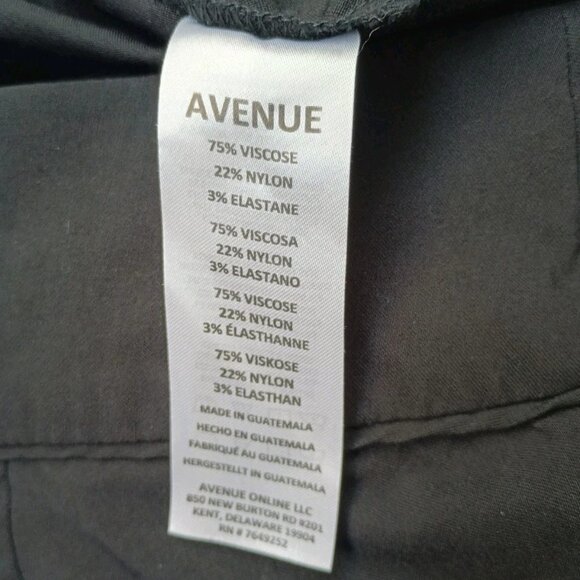 AVENUE
75% VISCOSE
22% NYLON
3% ELASTANE
75% VISCOSA
22% NYLON
3% ELASTANO
75% VISCOSE
22% NYLON
3% ÉLASTHANNE
75% VISKOSE
22% NYLON
3% ELASTHAN
MADE IN GUATEMALA
HECHO EN GUATEMALA
FABRIQUÉ AU GUATEMALA
HERGESTELLT IN GUATEMALA
AVENUE ONLINE LLC
850 NEW BURTON RD #201
KENT, DELAWARE 19904
RN # 7649252